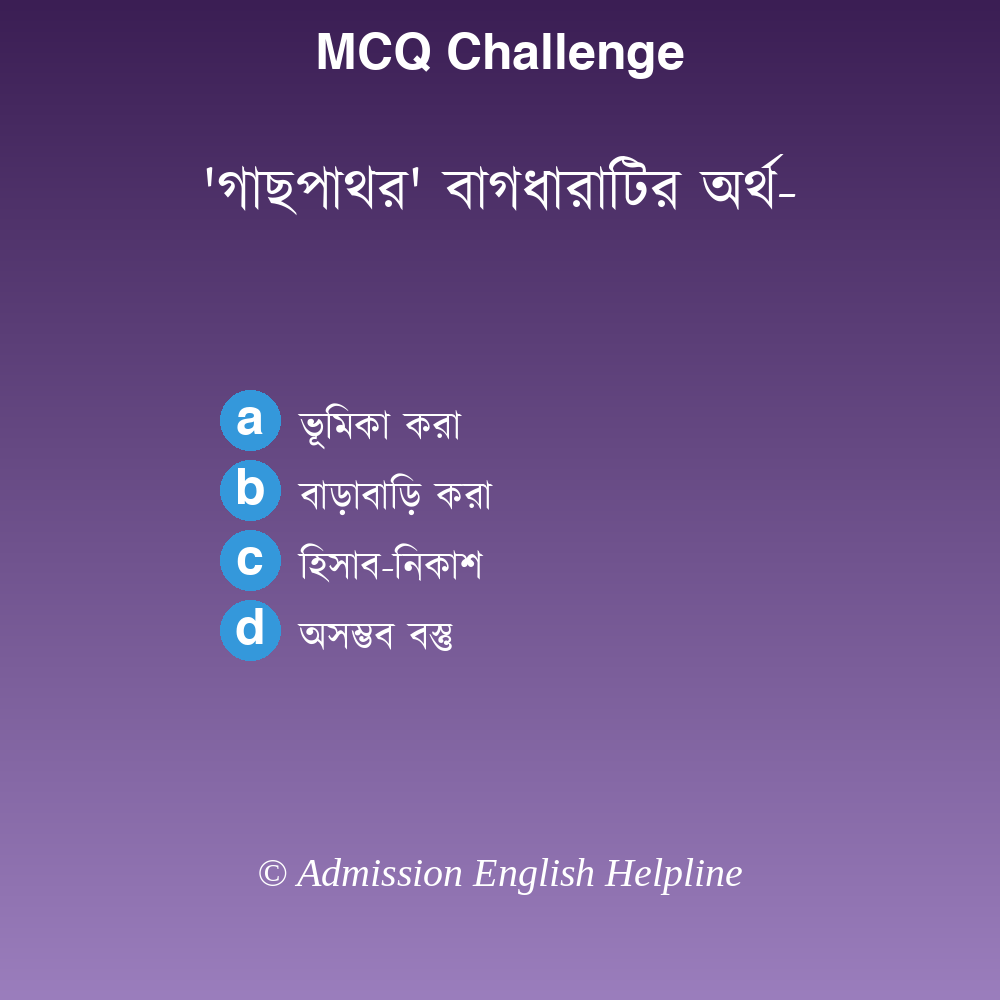 MCQ Challenge
'গাছপাথর' বাগধারাটির অর্থ-
a ভূমিকা করা
b বাড়াবাড়ি করা
c হিসাব-নিকাশ
d অসম্ভব বস্তু
© Admission English Helpline